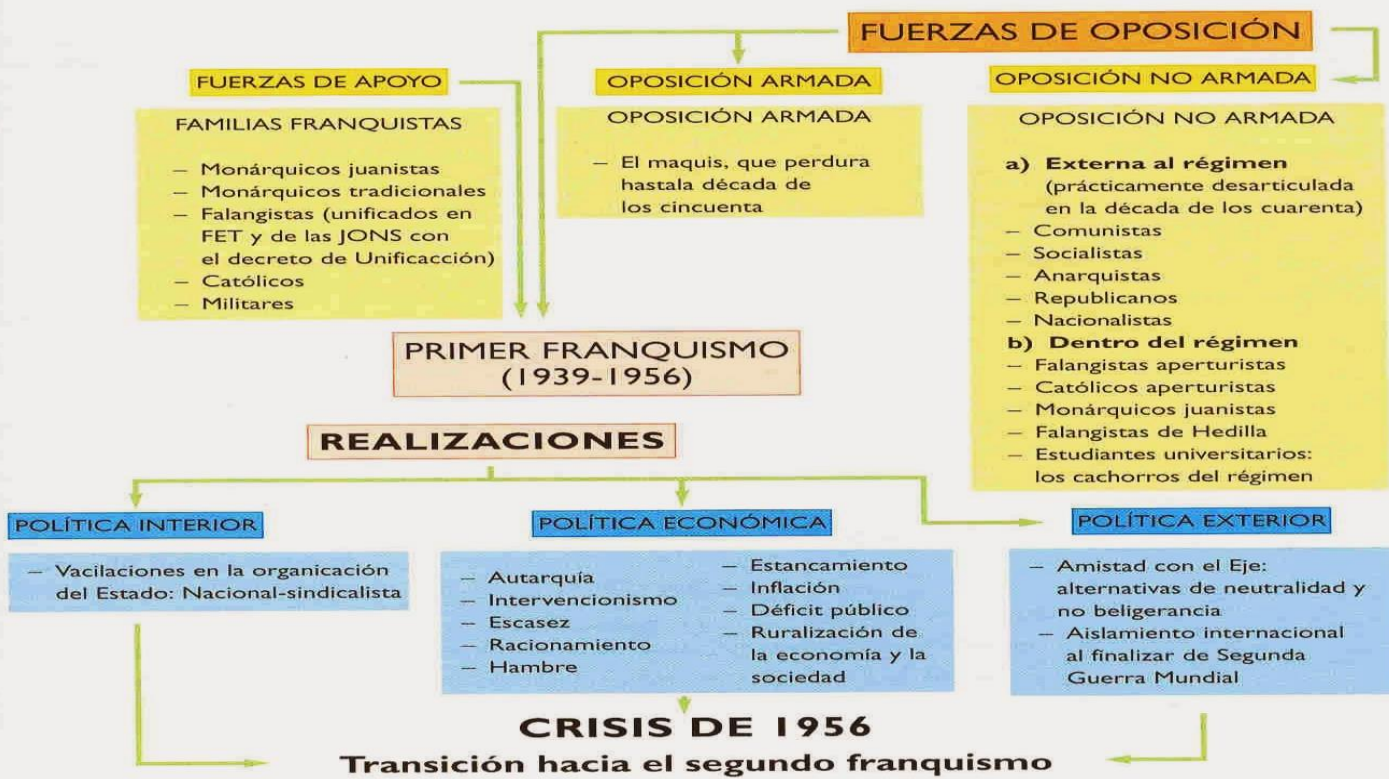 FUERZAS DE OPOSICIÓN
FUERZAS DE APOYO
FAMILIAS FRANQUISTAS
– Monárquicos juanistas
– Monárquicos tradicionales
– Falangistas (unificados en
FET y de las JONS con
el decreto de Unificacción)
– Católicos
– Militares
OPOSICIÓN ARMADA
OPOSICIÓN ARMADA
– El maquis, que perdura
hastala década de
los cincuenta
OPOSICIÓN NO ARMADA
OPOSICIÓN NO ARMADA
a) Externa al régimen
(prácticamente desarticulada
en la década de los cuarenta)
– Comunistas
– Socialistas
– Anarquistas
– Republicanos
– Nacionalistas
b) Dentro del régimen
– Falangistas aperturistas
– Católicos aperturistas
– Monárquicos juanistas
– Falangistas de Hedilla
– Estudiantes universitarios:
los cachorros del régimen
PRIMER FRANQUISMO
(1939-1956)
REALIZACIONES
POLÍTICA INTERIOR
– Vacilaciones en la organicación
del Estado: Nacional-sindicalista
POLÍTICA ECONÓMICA
– Autarquía
– Intervencionismo
– Escasez
– Racionamiento
– Hambre
– Estancamiento
– Inflación
– Déficit público
– Ruralización de
la economía y la
sociedad
POLÍTICA EXTERIOR
– Amistad con el Eje:
alternativas de neutralidad y
no beligerancia
– Aislamiento internacional
al finalizar de Segunda
Guerra Mundial
CRISIS DE 1956
Transición hacia el segundo franquismo